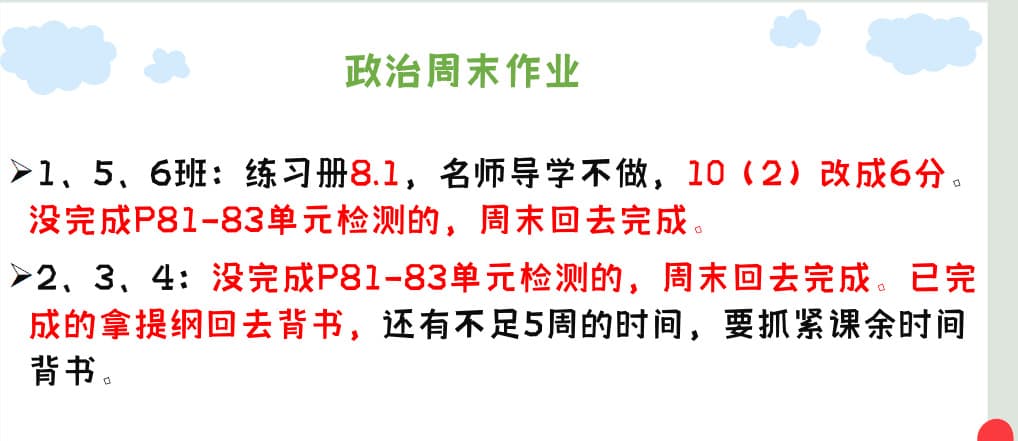 政治周末作业
➢1、5、6班：练习册8.1，名师导学不做，10（2）改成6分。
没完成P81-83单元检测的，周末回去完成。
➢2、3、4：没完成P81-83单元检测的，周末回去完成。已完
成的拿提纲回去背书，还有不足5周的时间，要抓紧课余时间
背书。